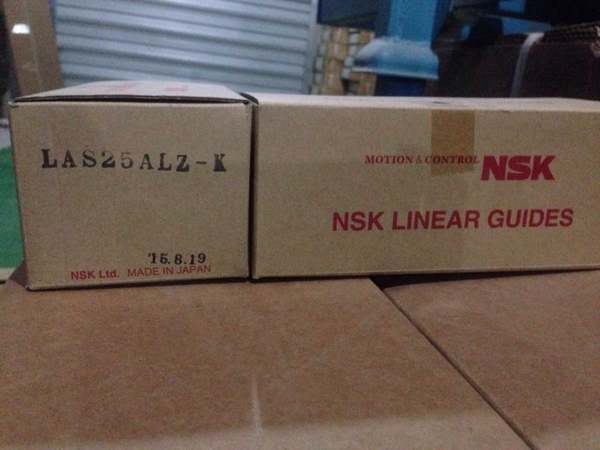 LAS25ALZ-K
'15.8.19
NSK Ltd. MADE IN JAPAN
MOTION & CONTROL NSK
NSK LINEAR GUIDES